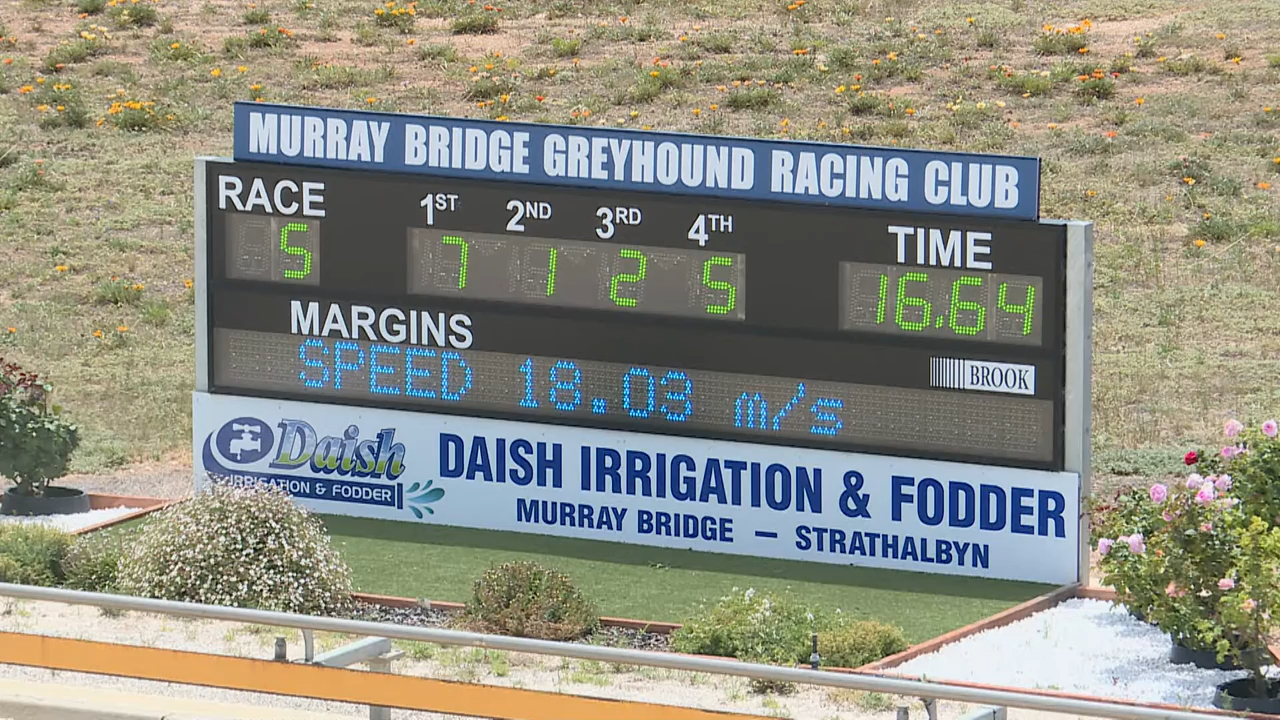 MURRAY BRIDGE GREYHOUND RACING CLUB
RACE 1ST 2ND 3RD 4TH TIME
5 7 1 2 5 16.64
MARGINS
SPEED 18.03 m/s
BROOK
Daish
IRRIGATION & FODDER
DAISH IRRIGATION & FODDER
MURRAY BRIDGE – STRATHALBYN